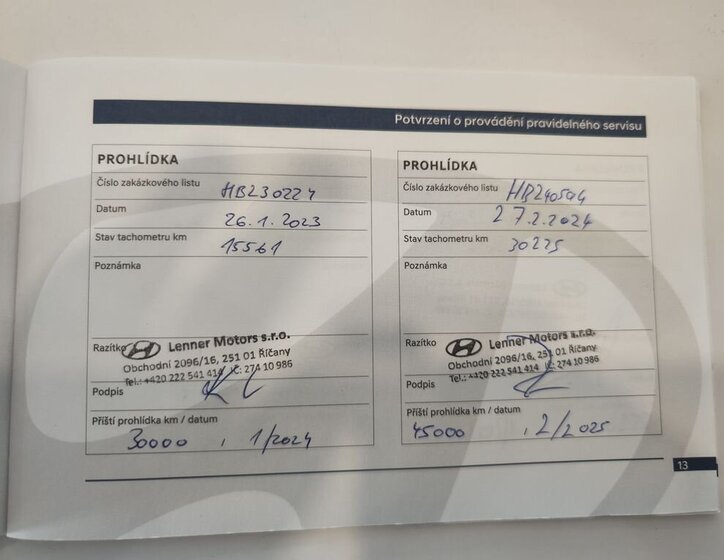 Potvrzení o provádění pravidelného servisu
PROHLÍDKA
Číslo zakázkového listu HB230224
Datum 26.1.2023
Stav tachometru km 15561
Poznámka
Razítko Lenner Motors s.r.o.
Obchodní 2096/16, 251 01 Říčany
Tel.: +420 222 541 414 IČ: 274 10 986
Podpis
Příští prohlídka km / datum
30000 , 1/2024
PROHLÍDKA
Číslo zakázkového listu HB240504
Datum 27.2.2024
Stav tachometru km 30225
Poznámka
Razítko Lenner Motors s.r.o.
Obchodní 2096/16, 251 01 Říčany
Tel.: +420 222 541 414 IČ: 274 10 986
Podpis
Příští prohlídka km / datum
45000 , 2/2025
13